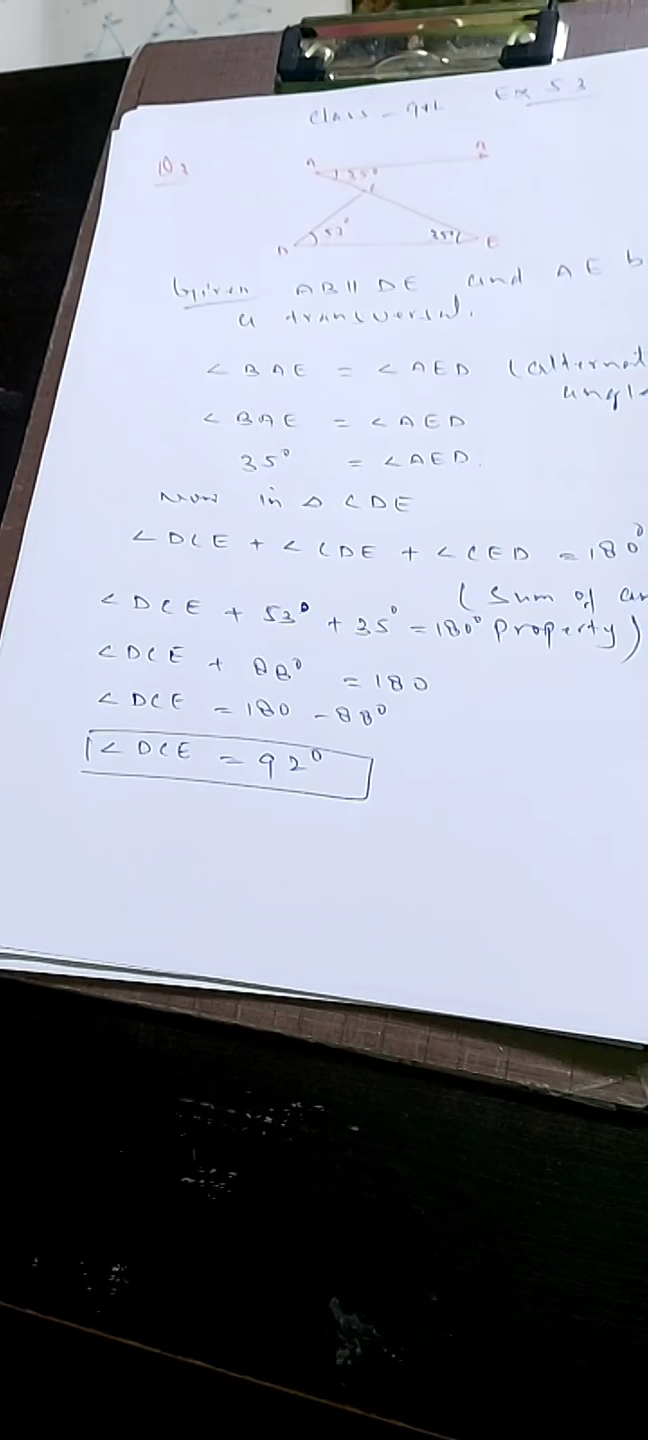 Class - 9th Ex 5.3
Q3
A 35° B
C
D 53° 35° E
Given AB || DE and AE b
a transversal.
∠BAE = ∠AED (alternat
angle
∠BAE = ∠AED
35° = ∠AED.
Now in △ CDE
∠DCE + ∠CDE + ∠CED = 180°
(Sum of an
∠DCE + 53° + 35° = 180° Property)
∠DCE + 88° = 180
∠DCE = 180 - 88°
∠DCE = 92°